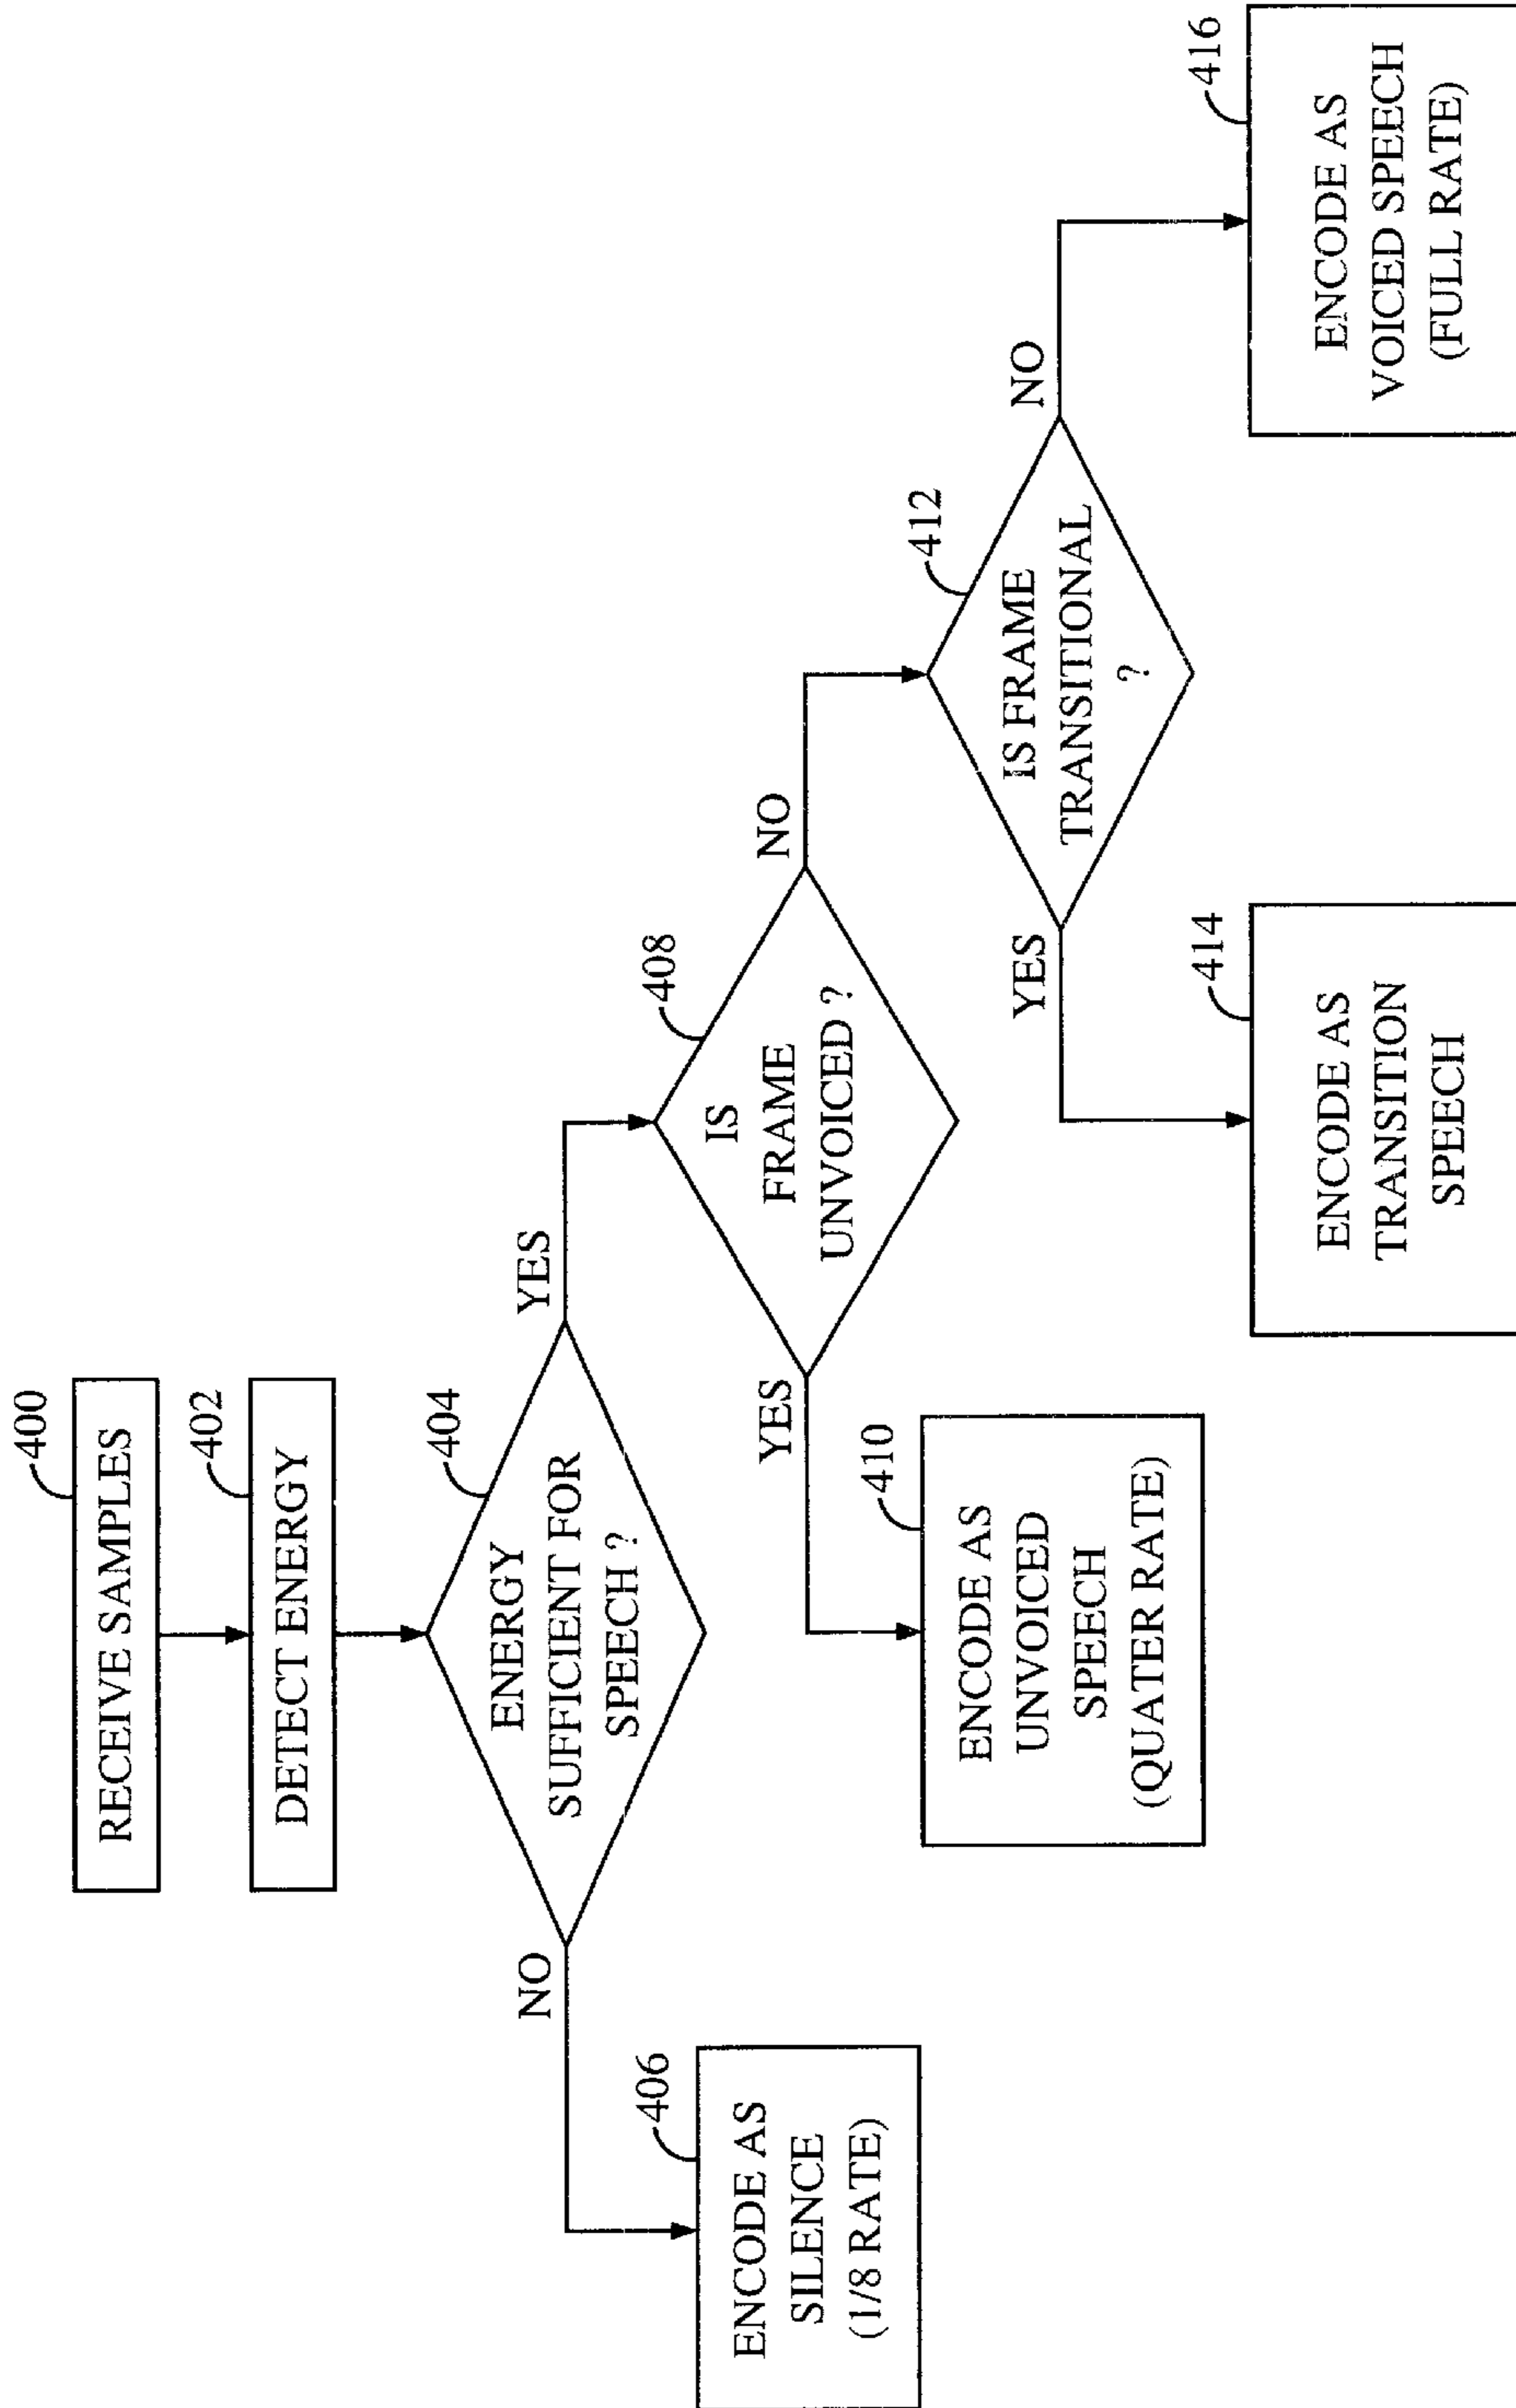 400
RECEIVE SAMPLES
402
DETECT ENERGY
404
ENERGY
SUFFICIENT FOR
SPEECH ?
NO
YES
406
ENCODE AS
SILENCE
(1/8 RATE)
408
IS
FRAME
UNVOICED ?
YES
NO
410
ENCODE AS
UNVOICED
SPEECH
(QUATER RATE)
412
IS FRAME
TRANSITIONAL
?
YES
NO
414
ENCODE AS
TRANSITION
SPEECH
416
ENCODE AS
VOICED SPEECH
(FULL RATE)